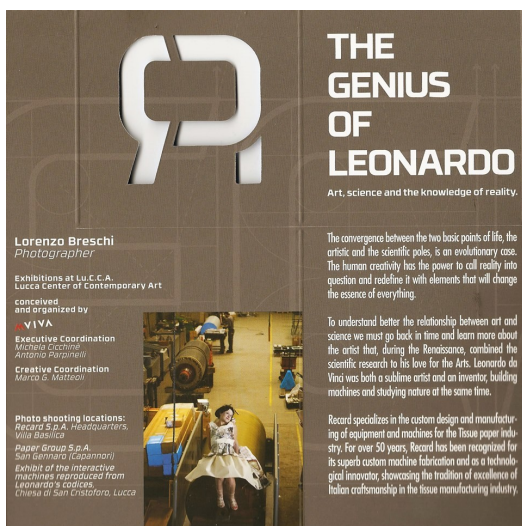 THE
GENIUS
OF
LEONARDO
Art, science and the knowledge of reality.
Lorenzo Breschi
Photographer
Exhibitions at Lu.C.C.A.
Lucca Center of Contemporary Art
conceived
and organized by
VIVA
Executive Coordination
Michela Cicchinè
Antonio Parpinelli
Creative Coordination
Marco G. Matteoli
Photo shooting locations:
Recard S.p.A. Headquarters,
Villa Basilica
Paper Group S.p.A.
San Gennaro (Capannori)
Exhibit of the interactive
machines reproduced from
Leonardo's codices,
Chiesa di San Cristoforo, Lucca
The convergence between the two basic points of life, the
artistic and the scientific poles, is an evolutionary case.
The human creativity has the power to call reality into
question and redefine it with elements that will change
the essence of everything.
To understand better the relationship between art and
science we must go back in time and learn more about
the artist that, during the Renaissance, combined the
scientific research to his love for the Arts. Leonardo da
Vinci was both a sublime artist and an inventor, building
machines and studying nature at the same time.
Recard specializes in the custom design and manufactur-
ing of equipment and machines for the Tissue paper indu-
stry. For over 50 years, Recard has been recognized for
its superb custom machine fabrication and as a technolo-
gical innovator, showcasing the tradition of excellence of
Italian craftsmanship in the tissue manufacturing industry.